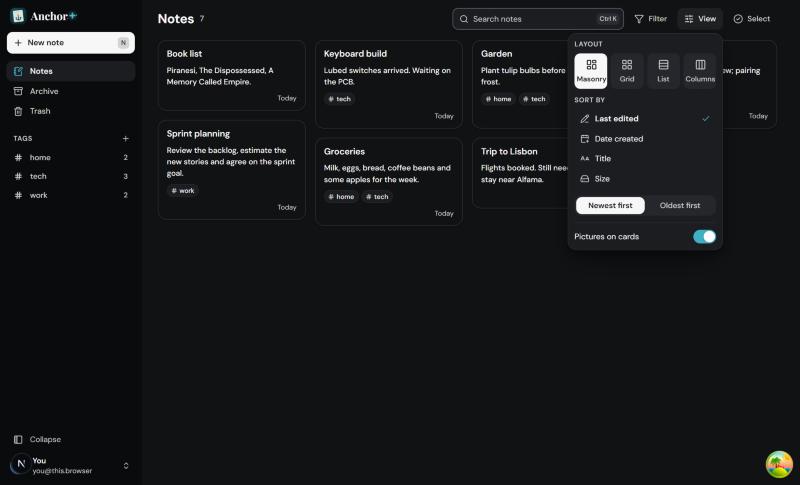 Anchor+
New note
N
Notes
Archive
Trash
TAGS
home 2
tech 3
work 2
Collapse
N
You
you@this.browser
Notes 7
Search notes
Ctrl K
Filter
View
Select
Book list
Piranesi, The Dispossessed, A
Memory Called Empire.
Today
Sprint planning
Review the backlog, estimate the
new stories and agree on the sprint
goal.
# work
Today
Keyboard build
Lubed switches arrived. Waiting on
the PCB.
# tech
Today
Groceries
Milk, eggs, bread, coffee beans and
some apples for the week.
# home # tech
Today
Garden
Plant tulip bulbs before
frost.
# home # tech
Trip to Lisbon
Flights booked. Still
stay near Alfama.
pairing
Today
LAYOUT
Masonry
Grid
List
Columns
SORT BY
Last edited
Date created
AA Title
Size
Newest first
Oldest first
Pictures on cards